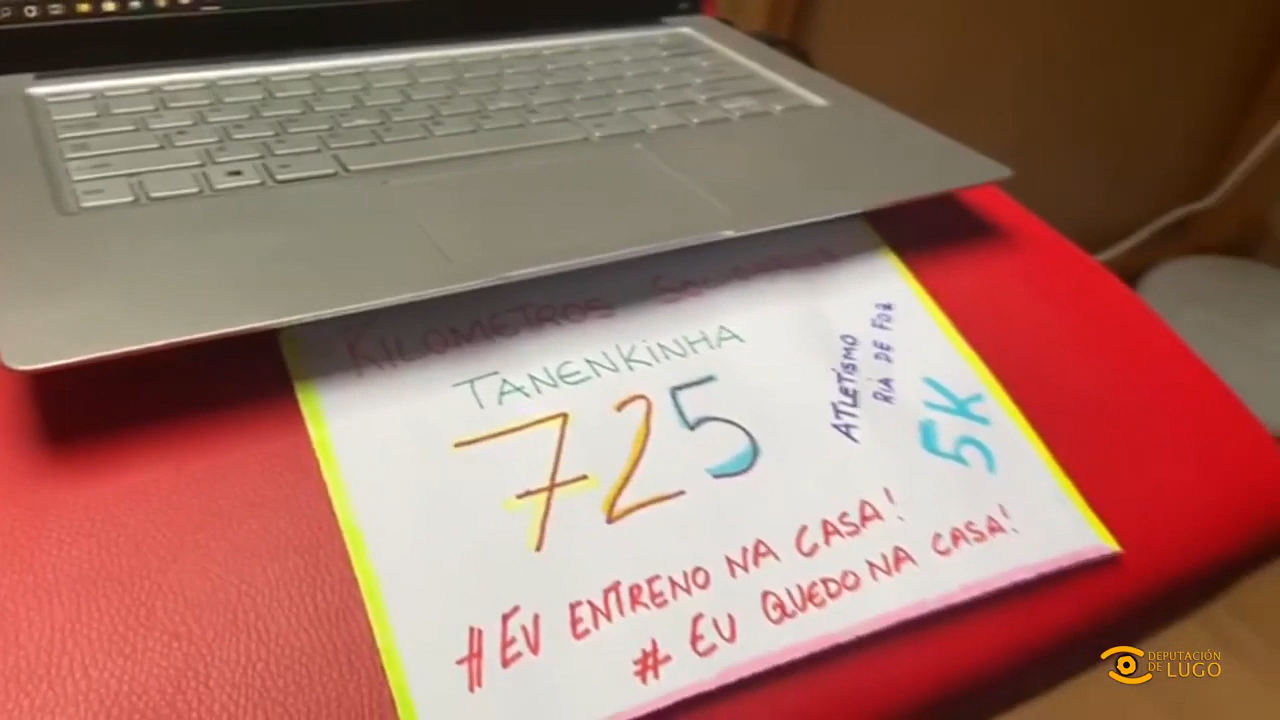 KILOMETROS SOLIDARIOS
TANENKINHA
725
ATLETISMO
RIA DE FOZ
5K
#EU ENTRENO NA CASA!
# EU QUEDO NA CASA!
DEPUTACIÓN
DE LUGO